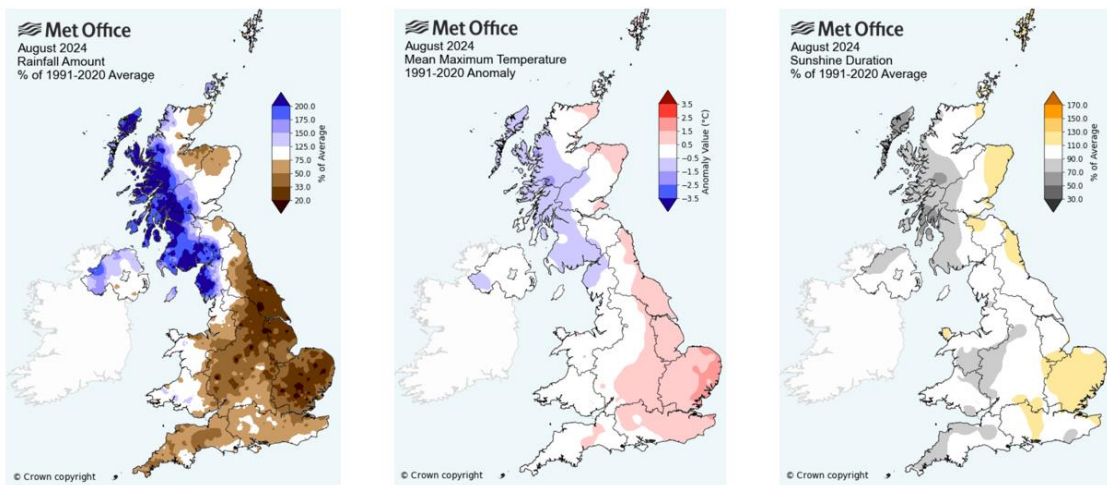 Met Office
August 2024
Rainfall Amount
% of 1991-2020 Average
200.0
175.0
150.0
125.0
110.0
75.0
50.0
33.0
20.0
% of Average
© Crown copyright
Met Office
August 2024
Mean Maximum Temperature
1991-2020 Anomaly
3.5
2.5
1.5
0.5
−0.5
−1.5
−2.5
−3.5
Anomaly Value (°C)
© Crown copyright
Met Office
August 2024
Sunshine Duration
% of 1991-2020 Average
170.0
150.0
130.0
110.0
90.0
70.0
50.0
30.0
% of Average
© Crown copyright